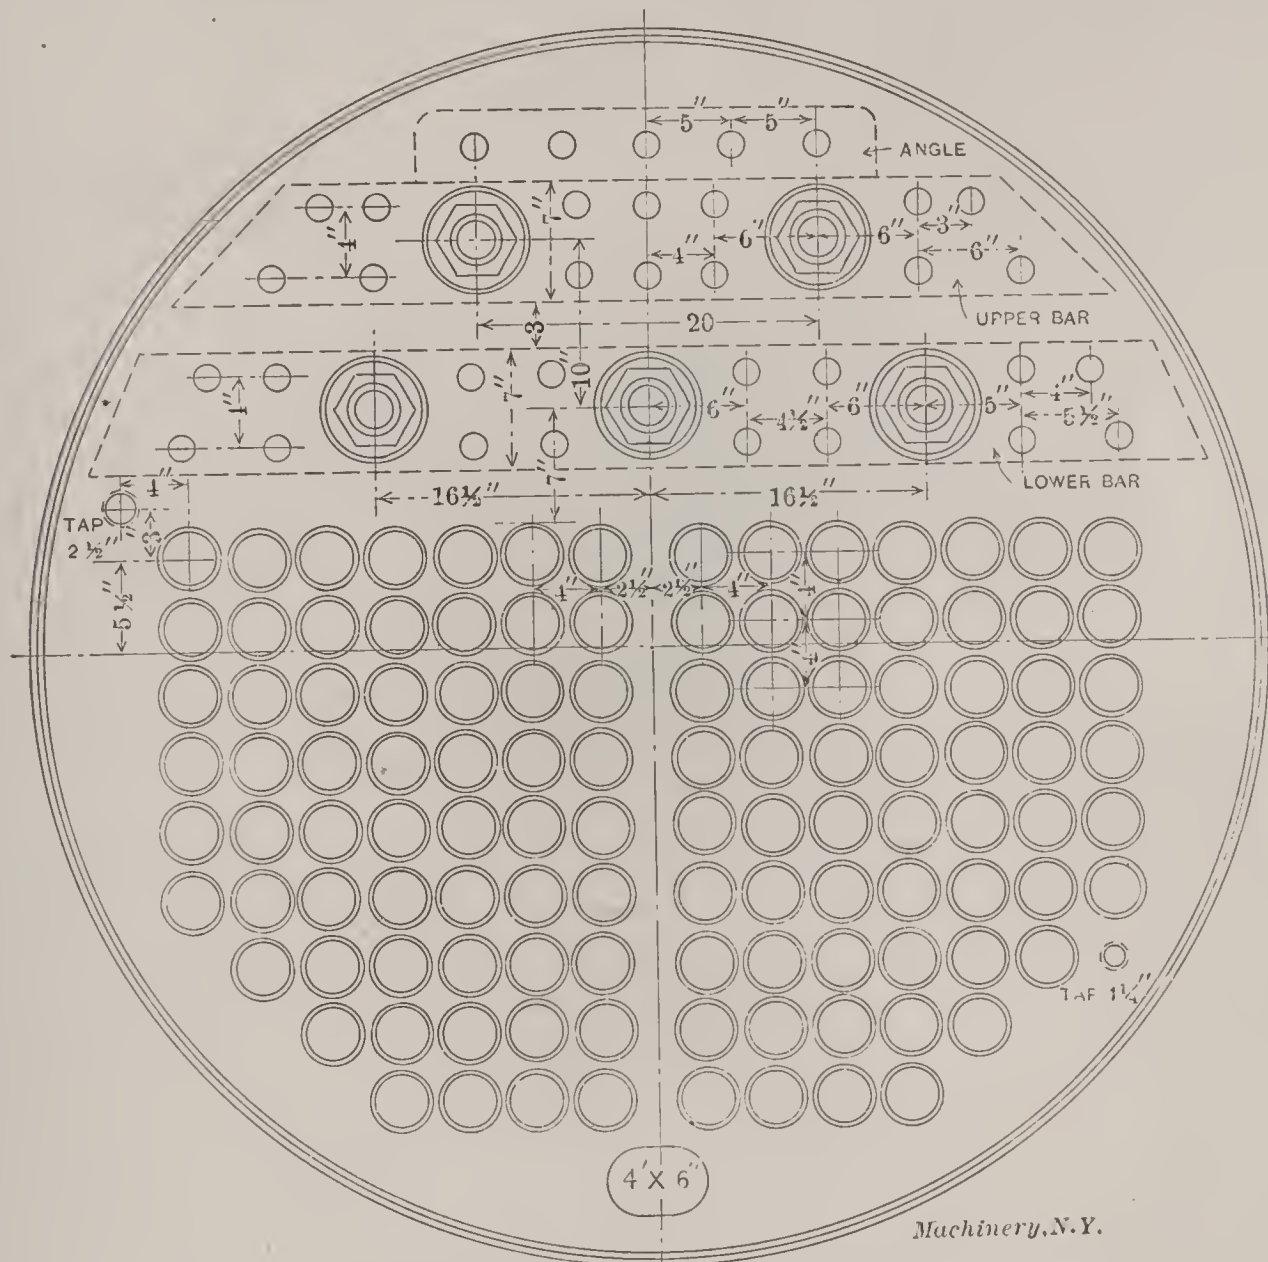 5" 5"
ANGLE
4" 7" 6" 6" 3"
4" 6"
UPPER BAR
3 20
10
4" 7" 6" 4½" 6" 5" 4"
5½"
LOWER BAR
4" 16½" 7" 16½"
TAP
2½" 3"
4" 2½" 2½" 4" 4"
5½"
4"
TAP 1¼"
4' X 6"
Machinery, N.Y.